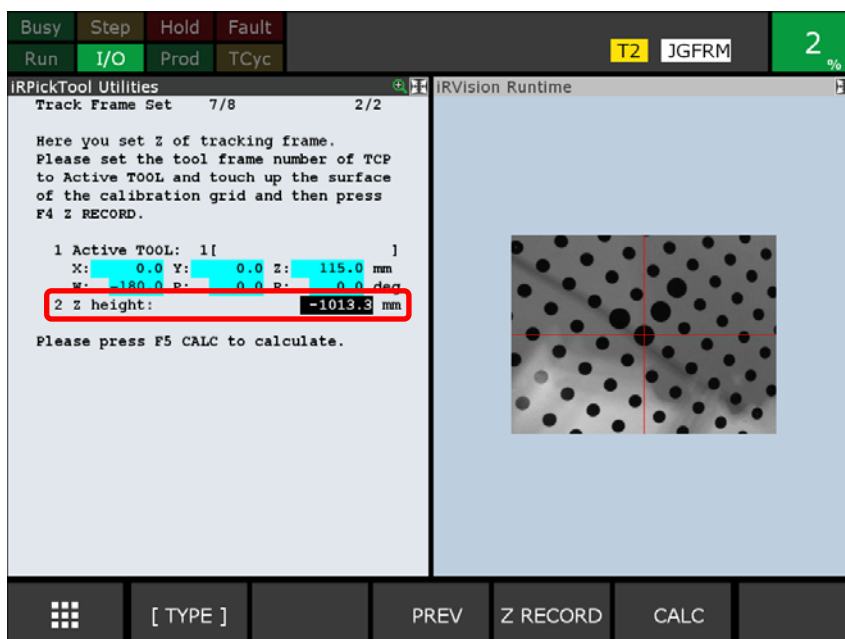 Busy Step Hold Fault
Run I/O Prod TCyc
T2 JGFRM
2 %
iRPickTool Utilities
Track Frame Set 7/8 2/2
Here you set Z of tracking frame.
Please set the tool frame number of TCP
to Active TOOL and touch up the surface
of the calibration grid and then press
F4 Z RECORD.
1 Active TOOL: 1[ ]
X: 0.0 Y: 0.0 Z: 115.0 mm
W: -180.0 P: 0.0 R: 0.0 deg
2 Z height: -1013.3 mm
Please press F5 CALC to calculate.
iRVision Runtime
[ TYPE ] PREV Z RECORD CALC